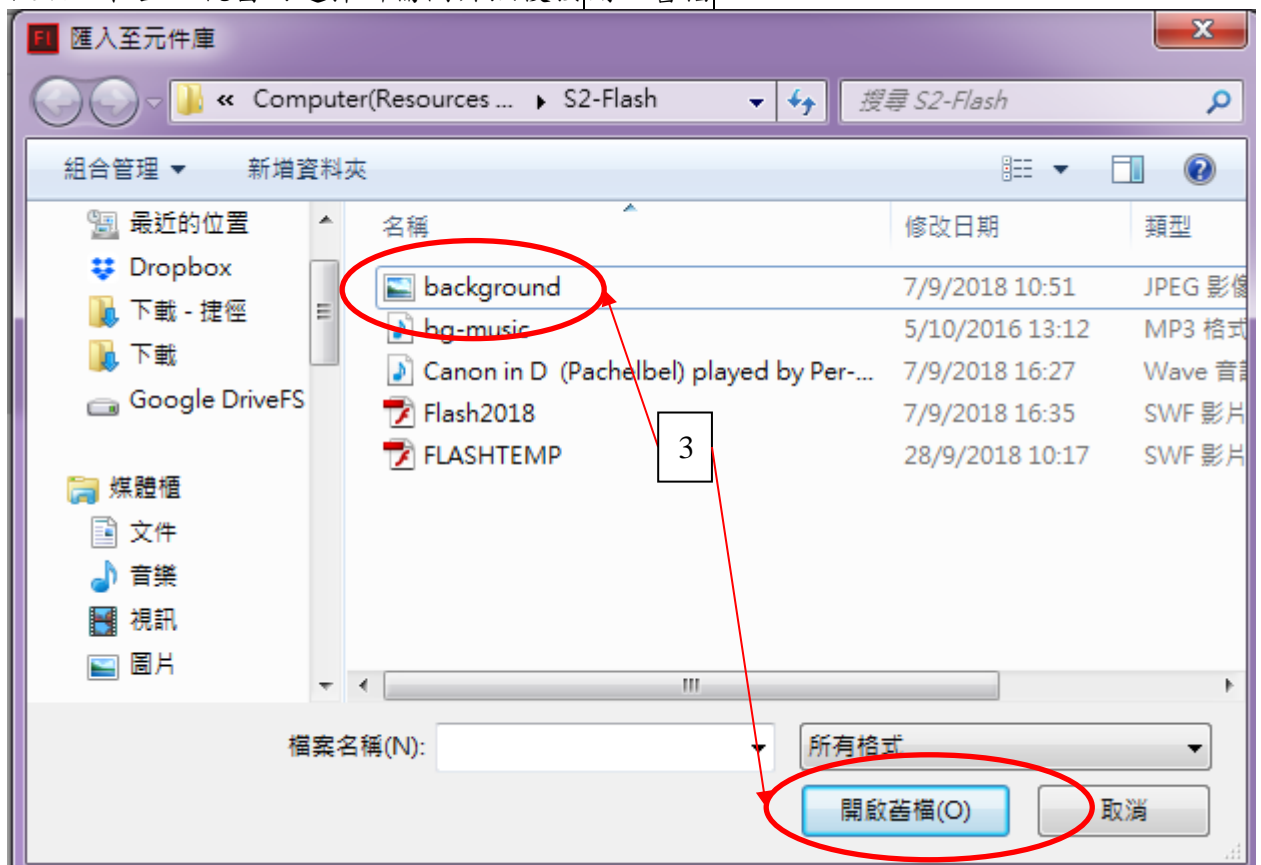 匯入至元件庫
« Computer(Resources ... ▸ S2-Flash
搜尋 S2-Flash
組合管理 新增資料夾
最近的位置
Dropbox
下載 - 捷徑
下載
Google DriveFS
媒體櫃
文件
音樂
視訊
圖片
名稱 修改日期 類型
background 7/9/2018 10:51 JPEG 影像
bg-music 5/10/2016 13:12 MP3 格式
Canon in D (Pachelbel) played by Per-... 7/9/2018 16:27 Wave 音
Flash2018 7/9/2018 16:35 SWF 影片
FLASHTEMP 28/9/2018 10:17 SWF 影片
3
檔案名稱(N):
所有格式
開啟舊檔(O) 取消